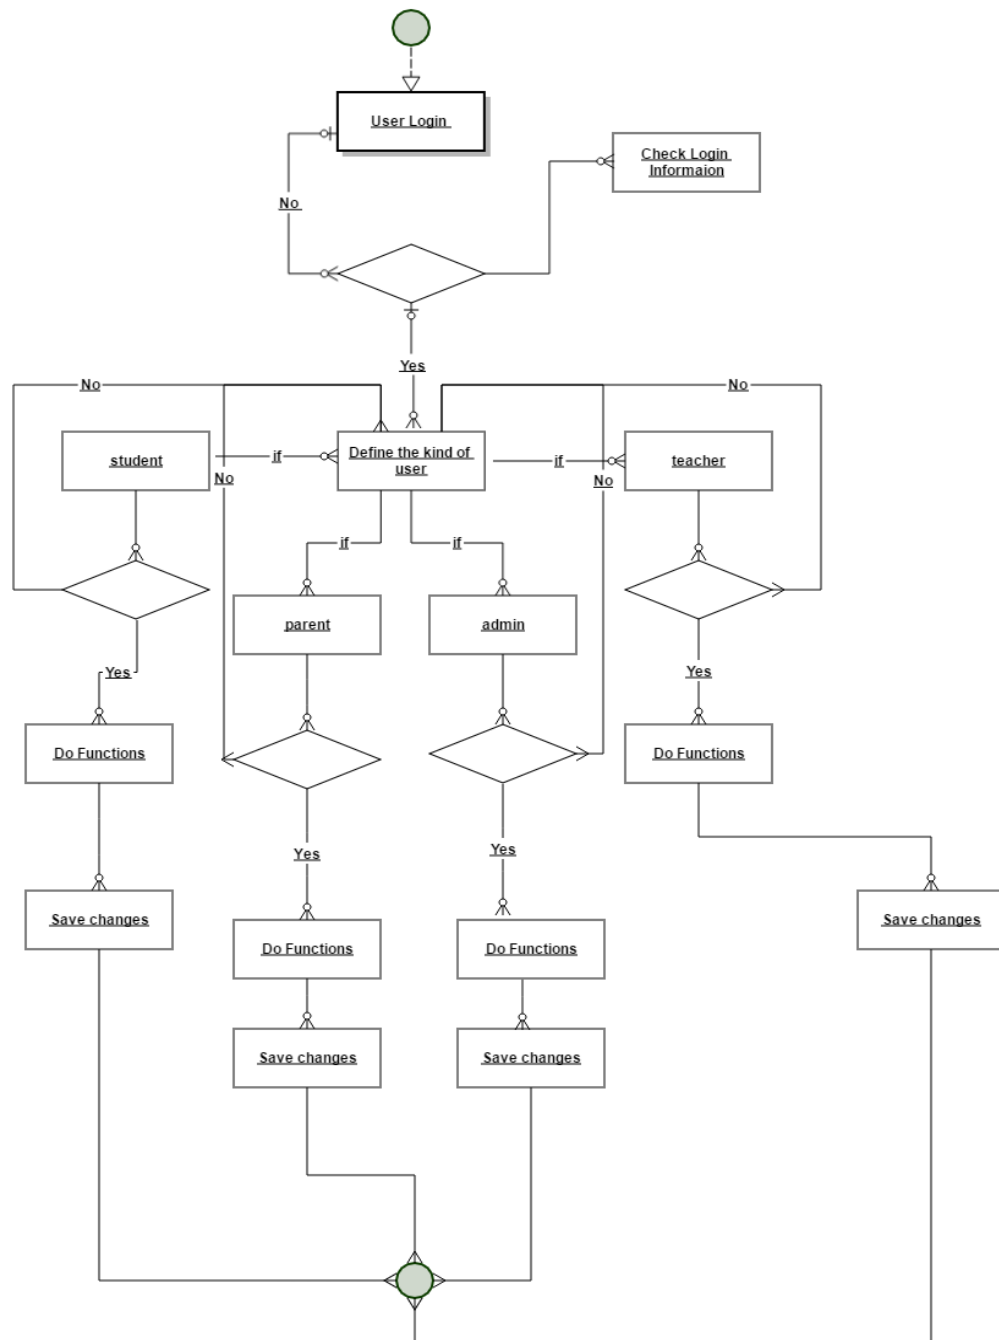 User Login
Check Login
Informaion
No
Yes
No
No
student
if
Define the kind of
user
if
teacher
No
No
if
if
parent
admin
Yes
Yes
Do Functions
Do Functions
Yes
Yes
Save changes
Save changes
Do Functions
Do Functions
Save changes
Save changes